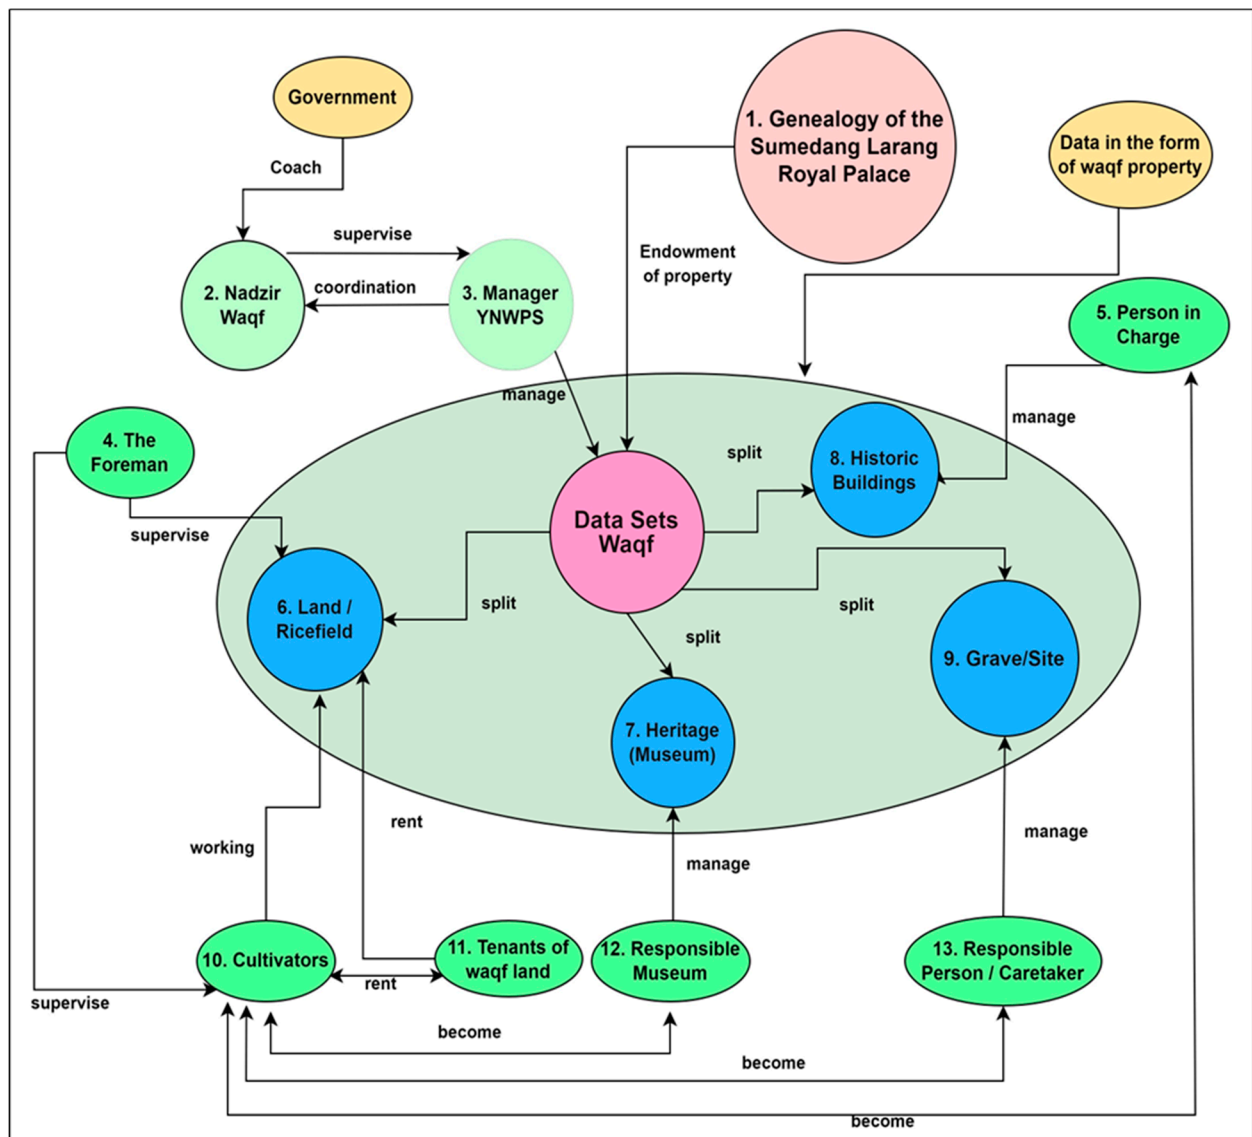 Government
1. Genealogy of the
Sumedang Larang
Royal Palace
Data in the form
of waqf property
Coach
supervise
Endowment
of property
2. Nadzir
Waqf
coordination
3. Manager
YNWPS
5. Person in
Charge
manage
manage
4. The
Foreman
split
8. Historic
Buildings
Data Sets
Waqf
supervise
6. Land /
Ricefield
split
split
split
9. Grave/Site
7. Heritage
(Museum)
rent
manage
working
manage
10. Cultivators
11. Tenants of
waqf land
12. Responsible
Museum
13. Responsible
Person / Caretaker
rent
supervise
become
become
become